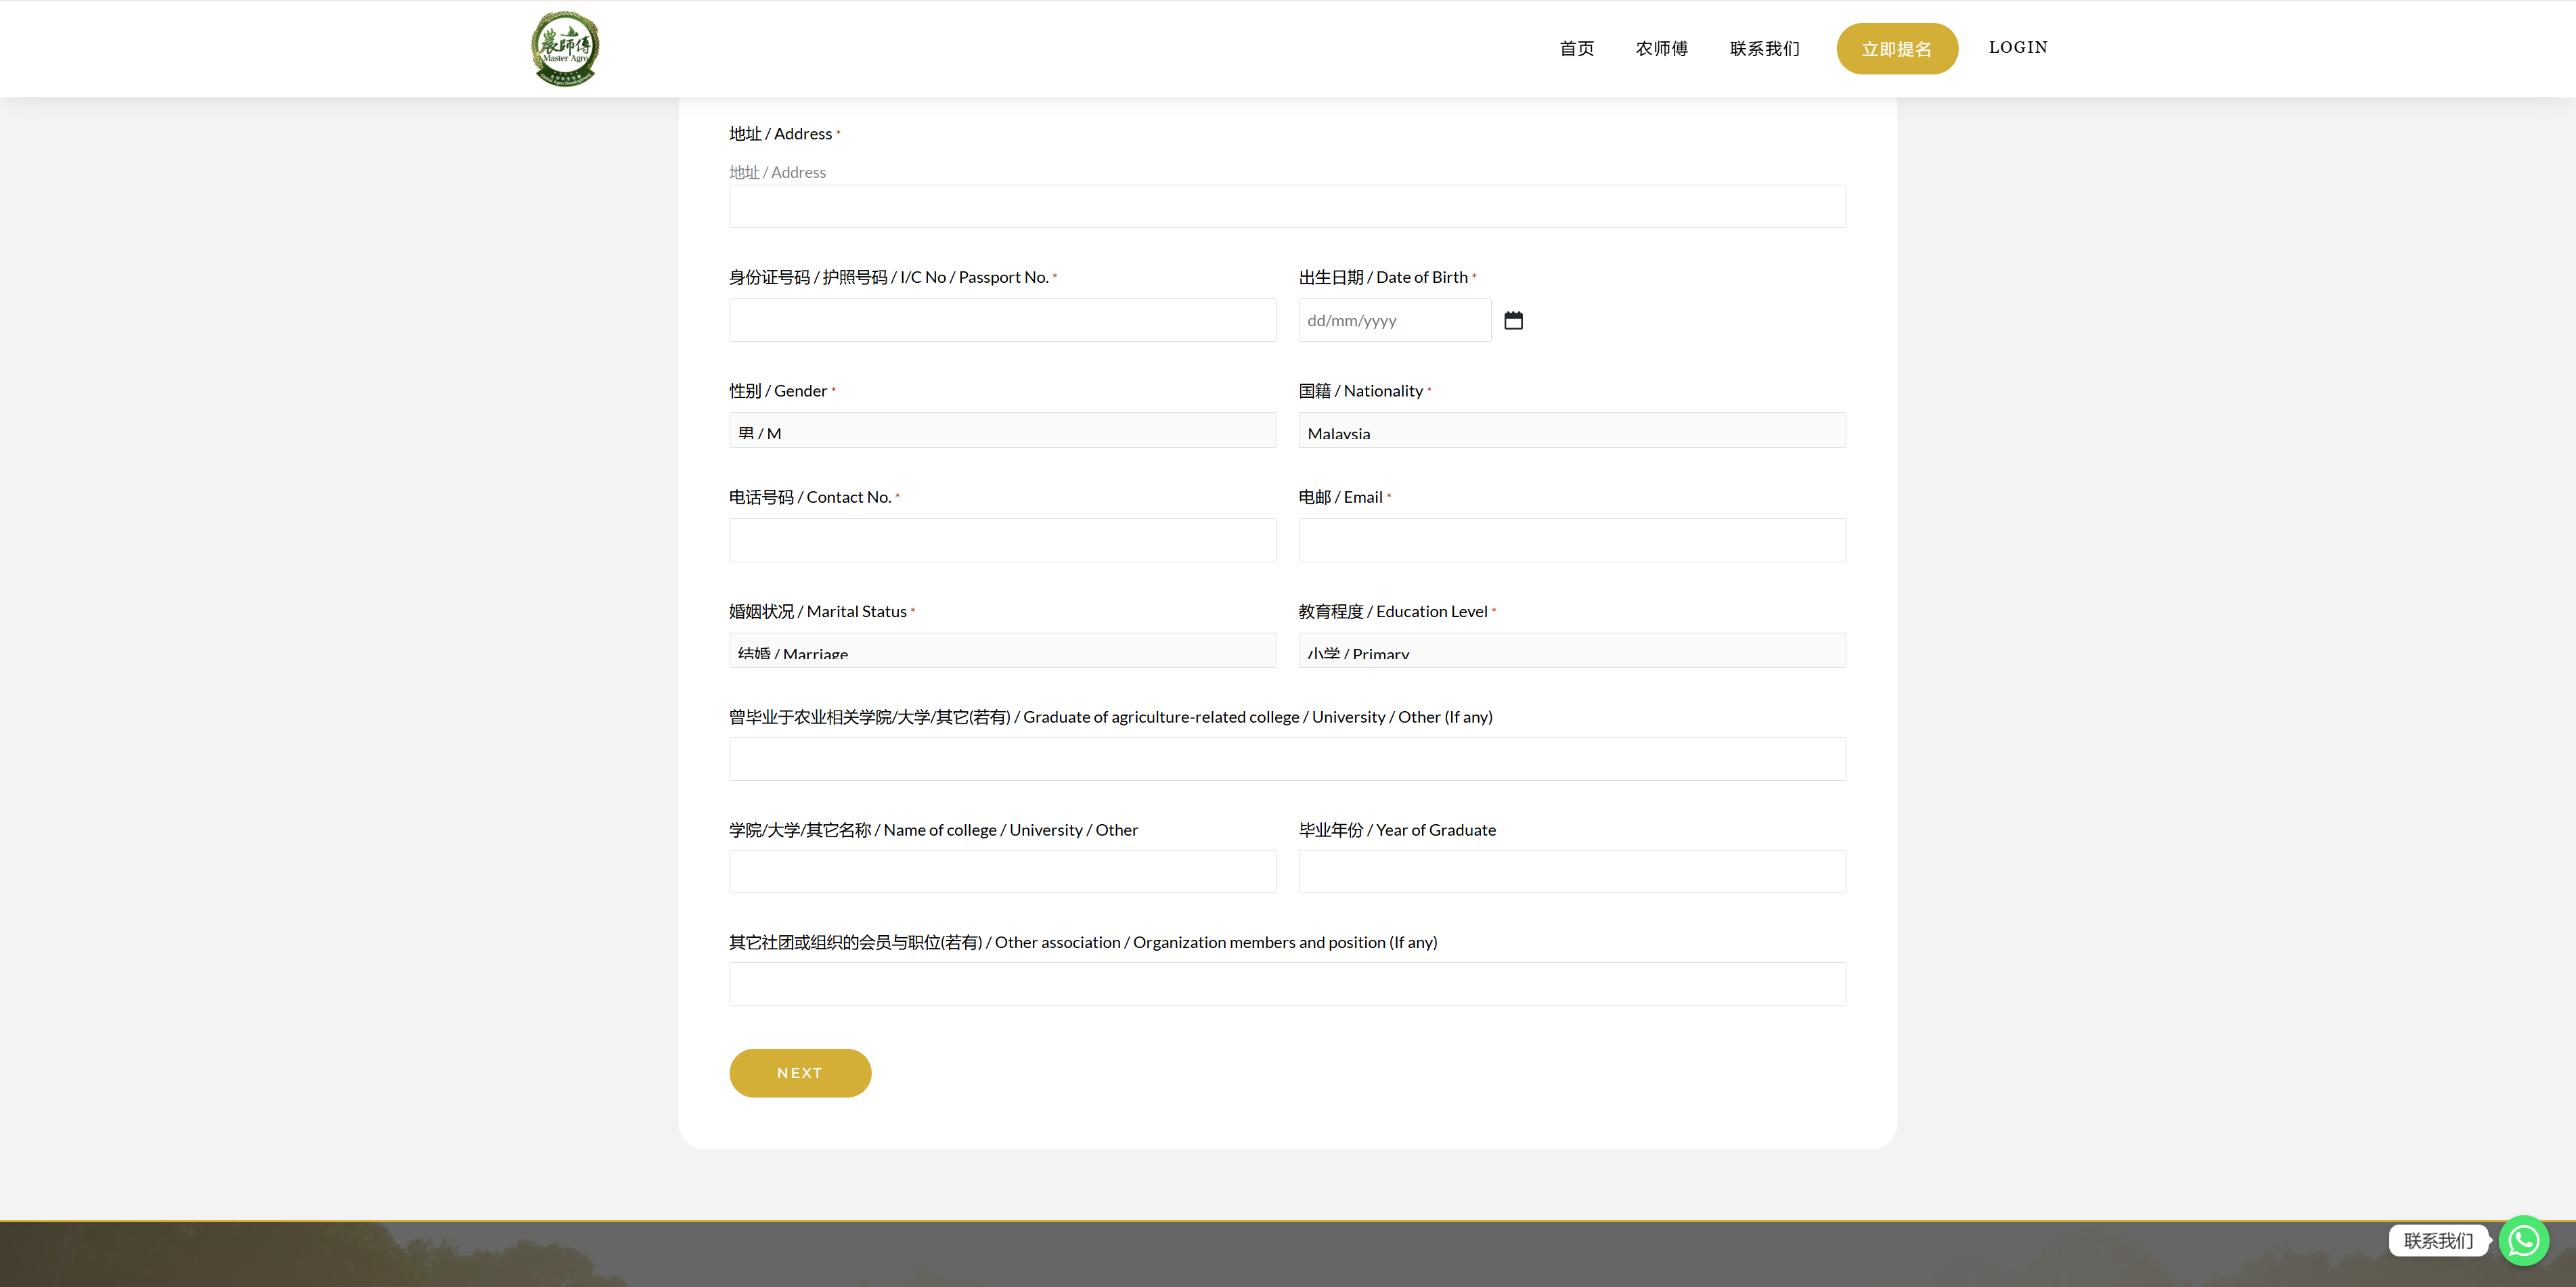 農師傅
Master Agro
首页
农师傅
联系我们
立即提名
LOGIN
地址 / Address *
地址 / Address
身份证号码 / 护照号码 / I/C No / Passport No. *
出生日期 / Date of Birth *
dd/mm/yyyy
性别 / Gender *
国籍 / Nationality *
男 / M
Malaysia
电话号码 / Contact No. *
电邮 / Email *
婚姻状况 / Marital Status *
教育程度 / Education Level *
结婚 / Marriage
小学 / Primary
曾毕业于农业相关学院/大学/其它(若有) / Graduate of agriculture-related college / University / Other (If any)
学院/大学/其它名称 / Name of college / University / Other
毕业年份 / Year of Graduate
其它社团或组织的会员与职位(若有) / Other association / Organization members and position (If any)
NEXT
联系我们